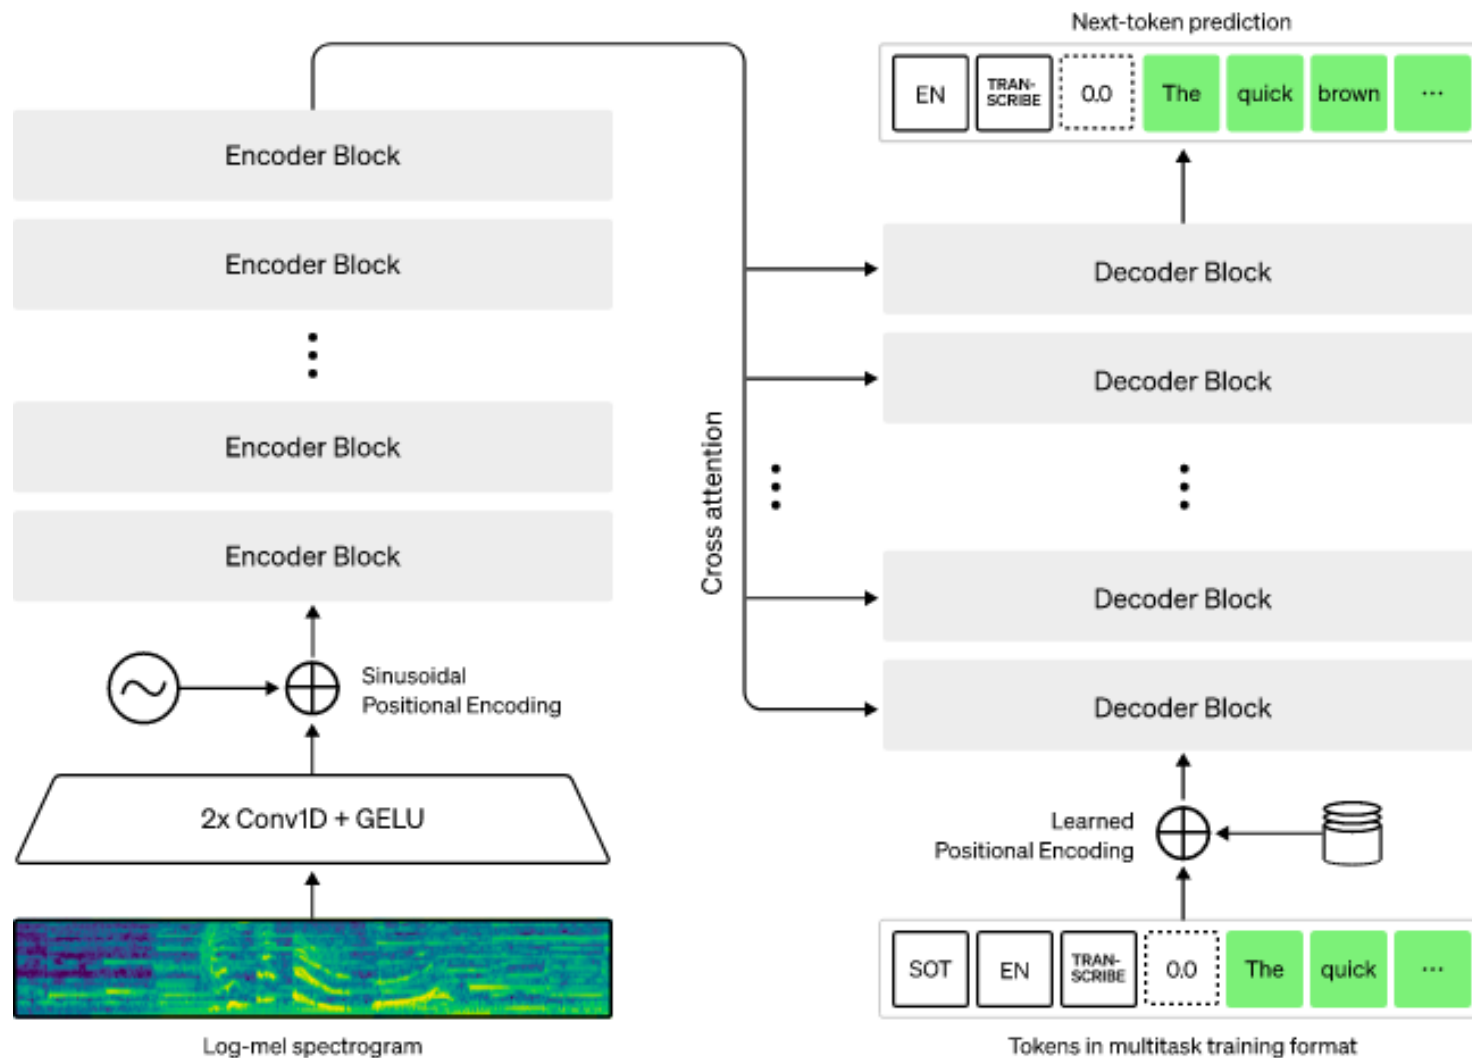 Next-token prediction
EN TRAN-SCRIBE 0.0 The quick brown ...
Encoder Block
Encoder Block
Encoder Block
Encoder Block
Sinusoidal
Positional Encoding
2x Conv1D + GELU
Log-mel spectrogram
Cross attention
Decoder Block
Decoder Block
Decoder Block
Decoder Block
Learned
Positional Encoding
SOT EN TRAN-SCRIBE 0.0 The quick ...
Tokens in multitask training format